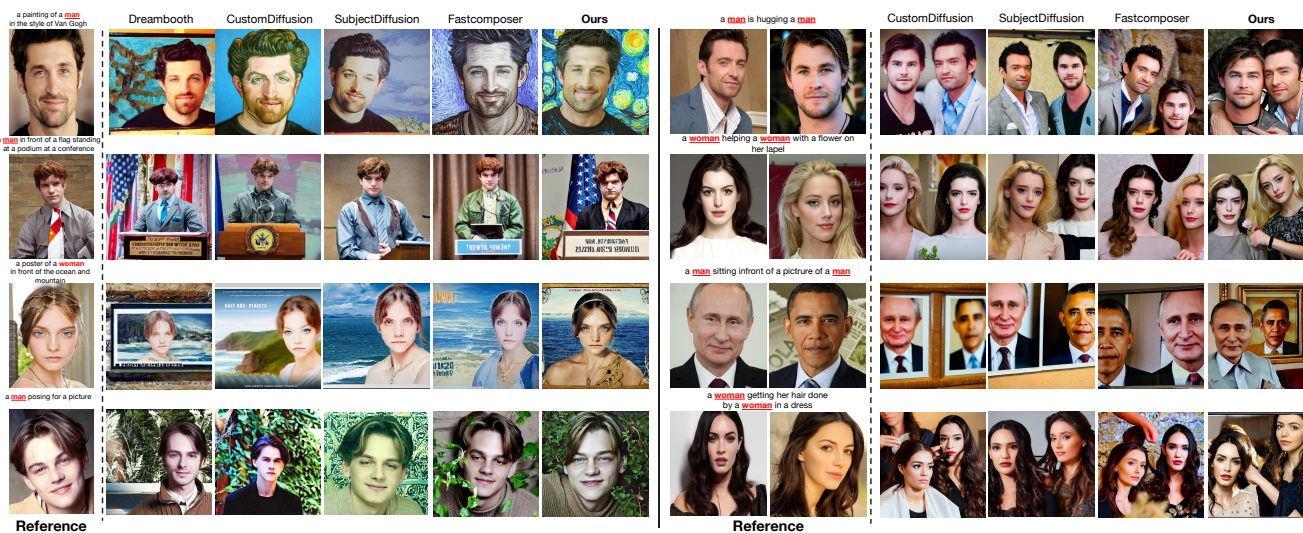 a painting of a man
in the style of Van Gogh
Dreambooth
CustomDiffusion
SubjectDiffusion
Fastcomposer
Ours
man in front of a flag standing
at a podium at a conference
a poster of a woman
in front of the ocean and
mountain
a man posing for a picture
Reference
a man is hugging a man
CustomDiffusion
SubjectDiffusion
Fastcomposer
Ours
a woman helping a woman with a flower on
her lapel
a man sitting infront of a pictrure of a man
a woman getting her hair done
by a woman in a dress
Reference